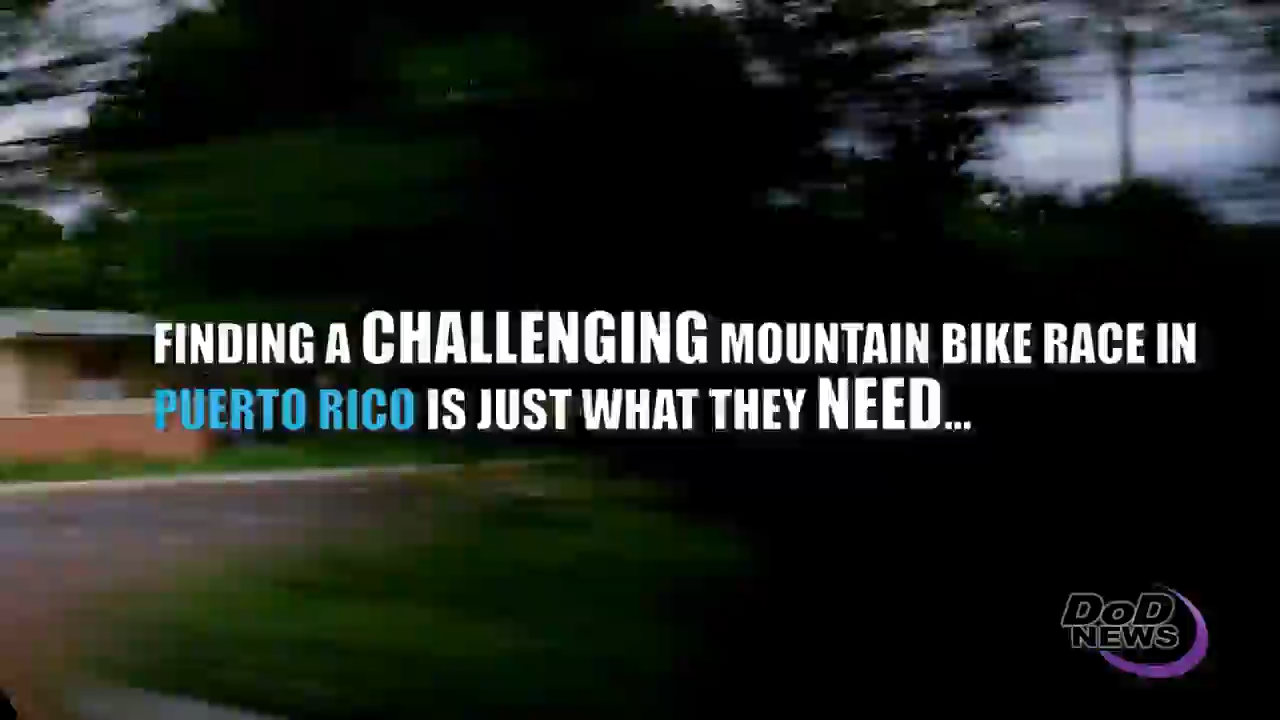 FINDING A CHALLENGING MOUNTAIN BIKE RACE IN
PUERTO RICO IS JUST WHAT THEY NEED...
DoD
NEWS